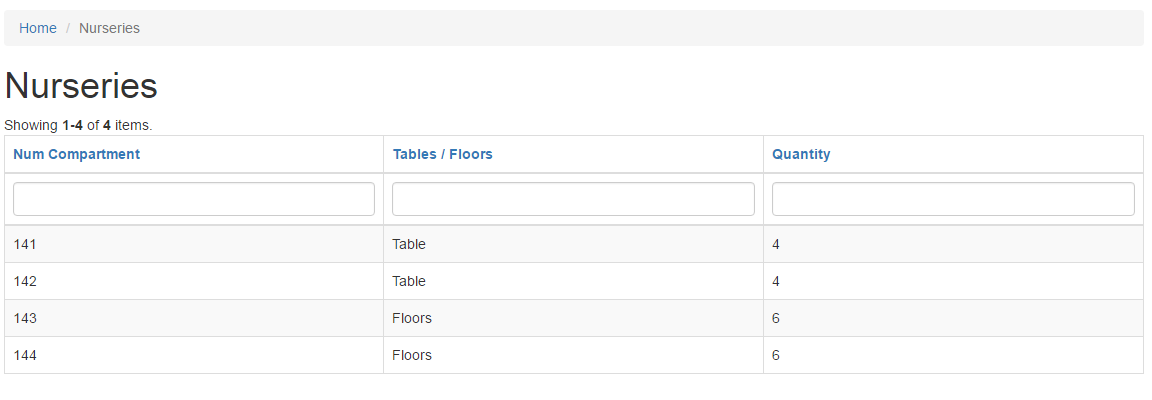 Home / Nurseries
Nurseries
Showing 1-4 of 4 items.
Num Compartment Tables / Floors Quantity
141 Table 4
142 Table 4
143 Floors 6
144 Floors 6